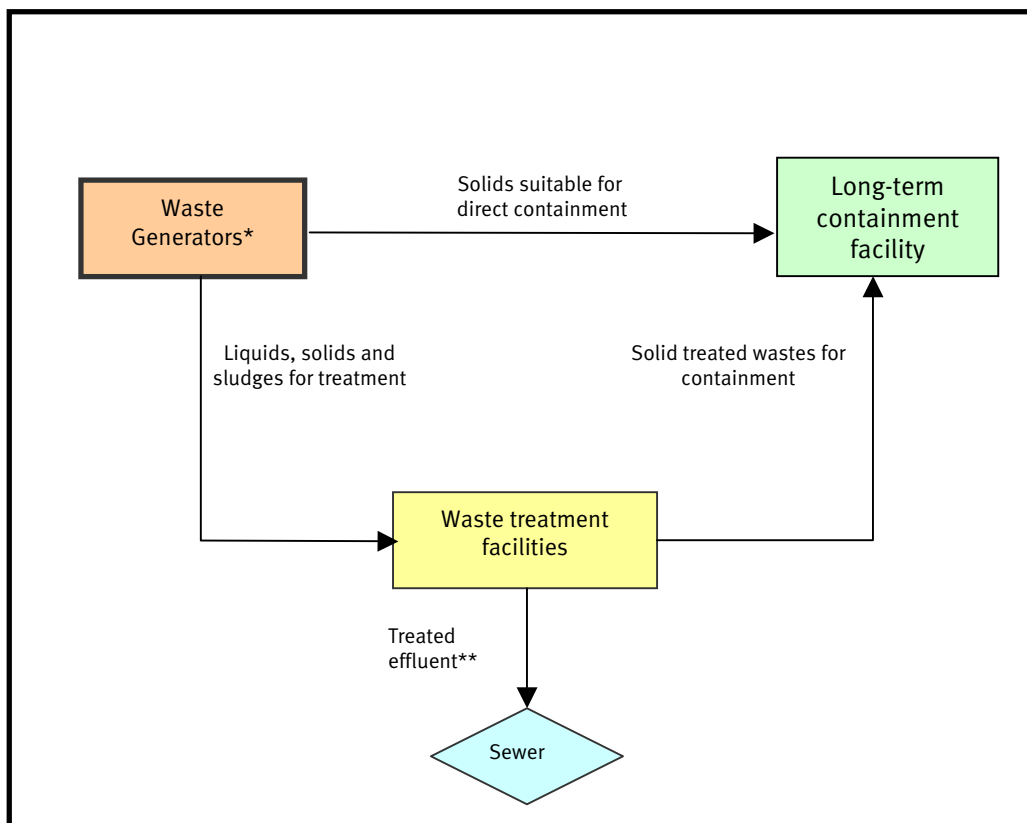 Waste
Generators*
Solids suitable for
direct containment
Long-term
containment
facility
Liquids, solids and
sludges for treatment
Solid treated wastes for
containment
Waste treatment
facilities
Treated
effluent**
Sewer